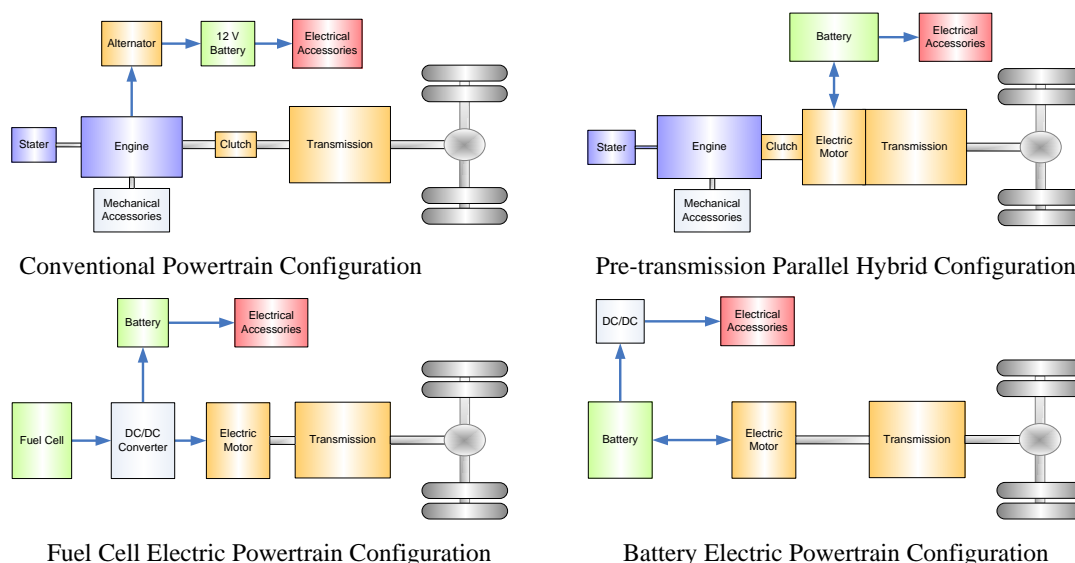 Alternator
12 V
Battery
Electrical
Accessories
Stater
Engine
Clutch
Transmission
Mechanical
Accessories
Conventional Powertrain Configuration
Battery
Electrical
Accessories
Stater
Engine
Clutch
Electric
Motor
Transmission
Mechanical
Accessories
Pre-transmission Parallel Hybrid Configuration
Battery
Electrical
Accessories
Fuel Cell
DC/DC
Converter
Electric
Motor
Transmission
Fuel Cell Electric Powertrain Configuration
DC/DC
Electrical
Accessories
Battery
Electric
Motor
Transmission
Battery Electric Powertrain Configuration